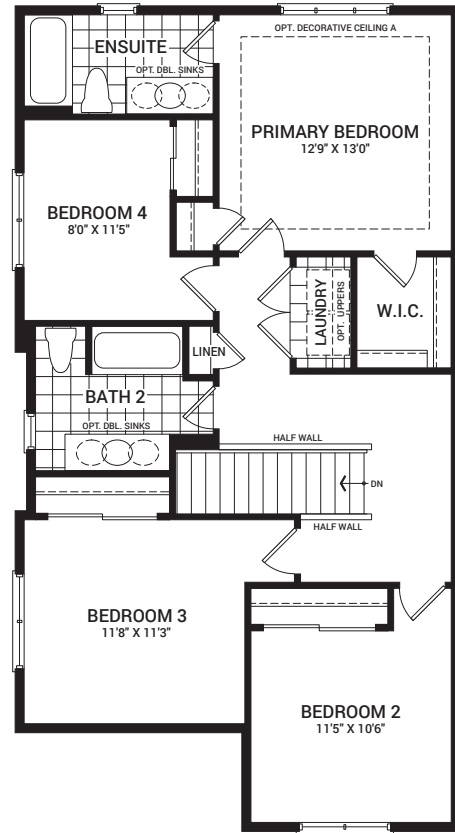 OPT. DECORATIVE CEILING A
ENSUITE
OPT. DBL. SINKS
PRIMARY BEDROOM
12'9" X 13'0"
BEDROOM 4
8'0" X 11'5"
LAUNDRY
OPT. UPPERS
W.I.C.
LINEN
BATH 2
OPT. DBL. SINKS
HALF WALL
DN
HALF WALL
BEDROOM 3
11'8" X 11'3"
BEDROOM 2
11'5" X 10'6"